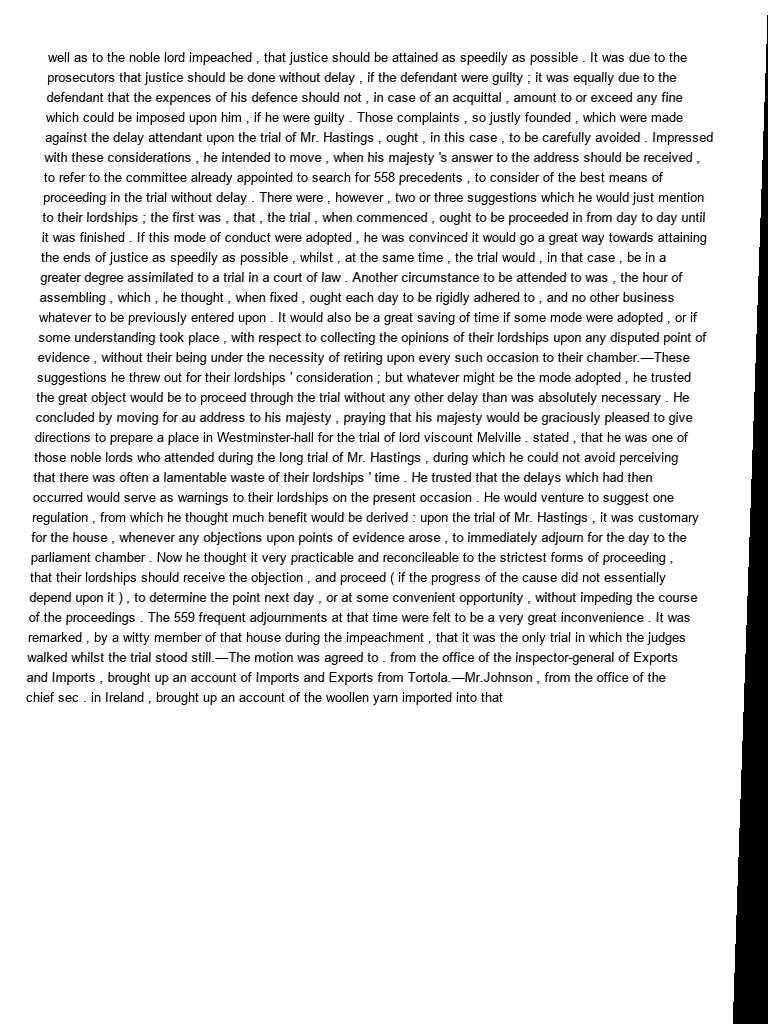 well as to the noble lord impeached , that justice should be attained as speedily as possible . It was due to the
prosecutors that justice should be done without delay , if the defendant were guilty ; it was equally due to the
defendant that the expences of his defence should not , in case of an acquittal , amount to or exceed any fine
which could be imposed upon him , if he were guilty . Those complaints , so justly founded , which were made
against the delay attendant upon the trial of Mr. Hastings , ought , in this case , to be carefully avoided . Impressed
with these considerations , he intended to move , when his majesty 's answer to the address should be received ,
to refer to the committee already appointed to search for 558 precedents , to consider of the best means of
proceeding in the trial without delay . There were , however , two or three suggestions which he would just mention
to their lordships ; the first was , that , the trial , when commenced , ought to be proceeded in from day to day until
it was finished . If this mode of conduct were adopted , he was convinced it would go a great way towards attaining
the ends of justice as speedily as possible , whilst , at the same time , the trial would , in that case , be in a
greater degree assimilated to a trial in a court of law . Another circumstance to be attended to was , the hour of
assembling , which , he thought , when fixed , ought each day to be rigidly adhered to , and no other business
whatever to be previously entered upon . It would also be a great saving of time if some mode were adopted , or if
some understanding took place , with respect to collecting the opinions of their lordships upon any disputed point of
evidence , without their being under the necessity of retiring upon every such occasion to their chamber.—These
suggestions he threw out for their lordships ' consideration ; but whatever might be the mode adopted , he trusted
the great object would be to proceed through the trial without any other delay than was absolutely necessary . He
concluded by moving for au address to his majesty , praying that his majesty would be graciously pleased to give
directions to prepare a place in Westminster-hall for the trial of lord viscount Melville . stated , that he was one of
those noble lords who attended during the long trial of Mr. Hastings , during which he could not avoid perceiving
that there was often a lamentable waste of their lordships ' time . He trusted that the delays which had then
occurred would serve as warnings to their lordships on the present occasion . He would venture to suggest one
regulation , from which he thought much benefit would be derived : upon the trial of Mr. Hastings , it was customary
for the house , whenever any objections upon points of evidence arose , to immediately adjourn for the day to the
parliament chamber . Now he thought it very practicable and reconcileable to the strictest forms of proceeding ,
that their lordships should receive the objection , and proceed ( if the progress of the cause did not essentially
depend upon it ) , to determine the point next day , or at some convenient opportunity , without impeding the course
of the proceedings . The 559 frequent adjournments at that time were felt to be a very great inconvenience . It was
remarked , by a witty member of that house during the impeachment , that it was the only trial in which the judges
walked whilst the trial stood still.—The motion was agreed to . from the office of the inspector-general of Exports
and Imports , brought up an account of Imports and Exports from Tortola.—Mr.Johnson , from the office of the
chief sec . in Ireland , brought up an account of the woollen yarn imported into that